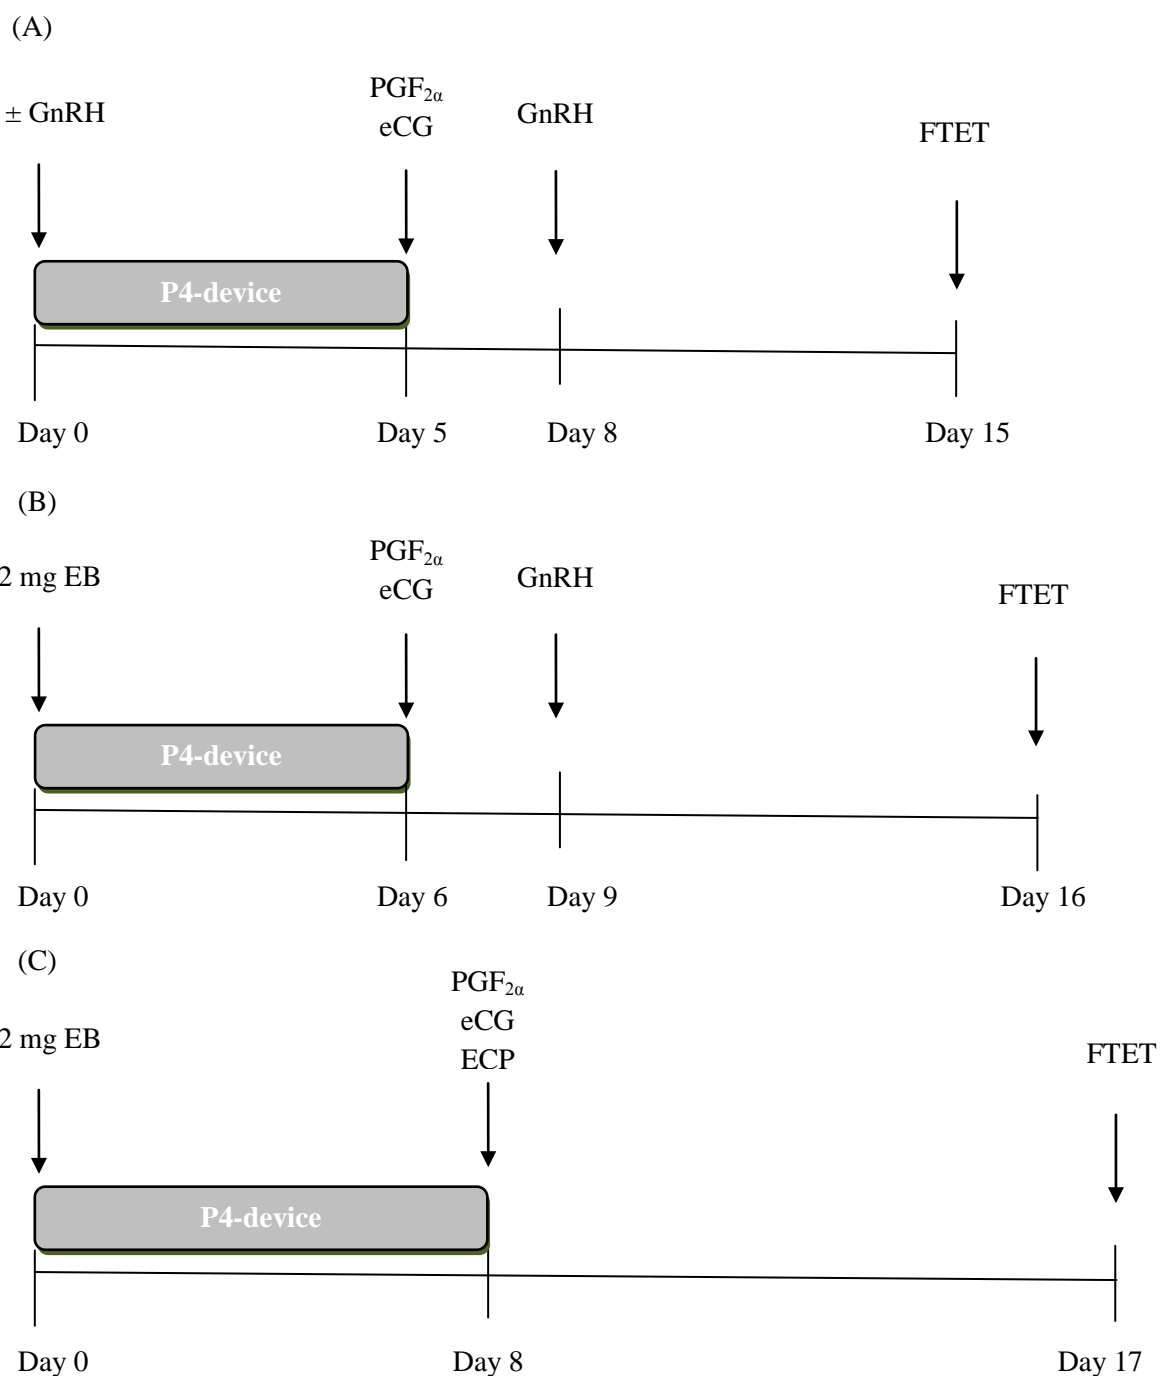 (A)
± GnRH
PGF2α
eCG
GnRH
FTET
P4-device
Day 0
Day 5
Day 8
Day 15
(B)
2 mg EB
PGF2α
eCG
GnRH
FTET
P4-device
Day 0
Day 6
Day 9
Day 16
(C)
2 mg EB
PGF2α
eCG
ECP
FTET
P4-device
Day 0
Day 8
Day 17